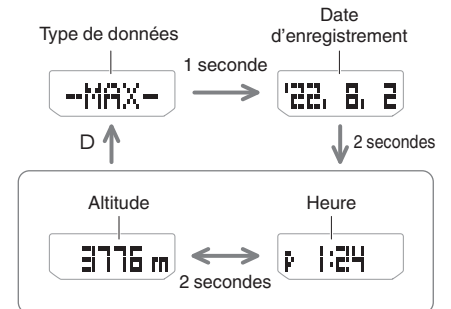 Type de données
Date
d'enregistrement
1 seconde
-MAX-
'22. 8. 2
D
2 secondes
Altitude
Heure
3776 m
P 1:24
2 secondes